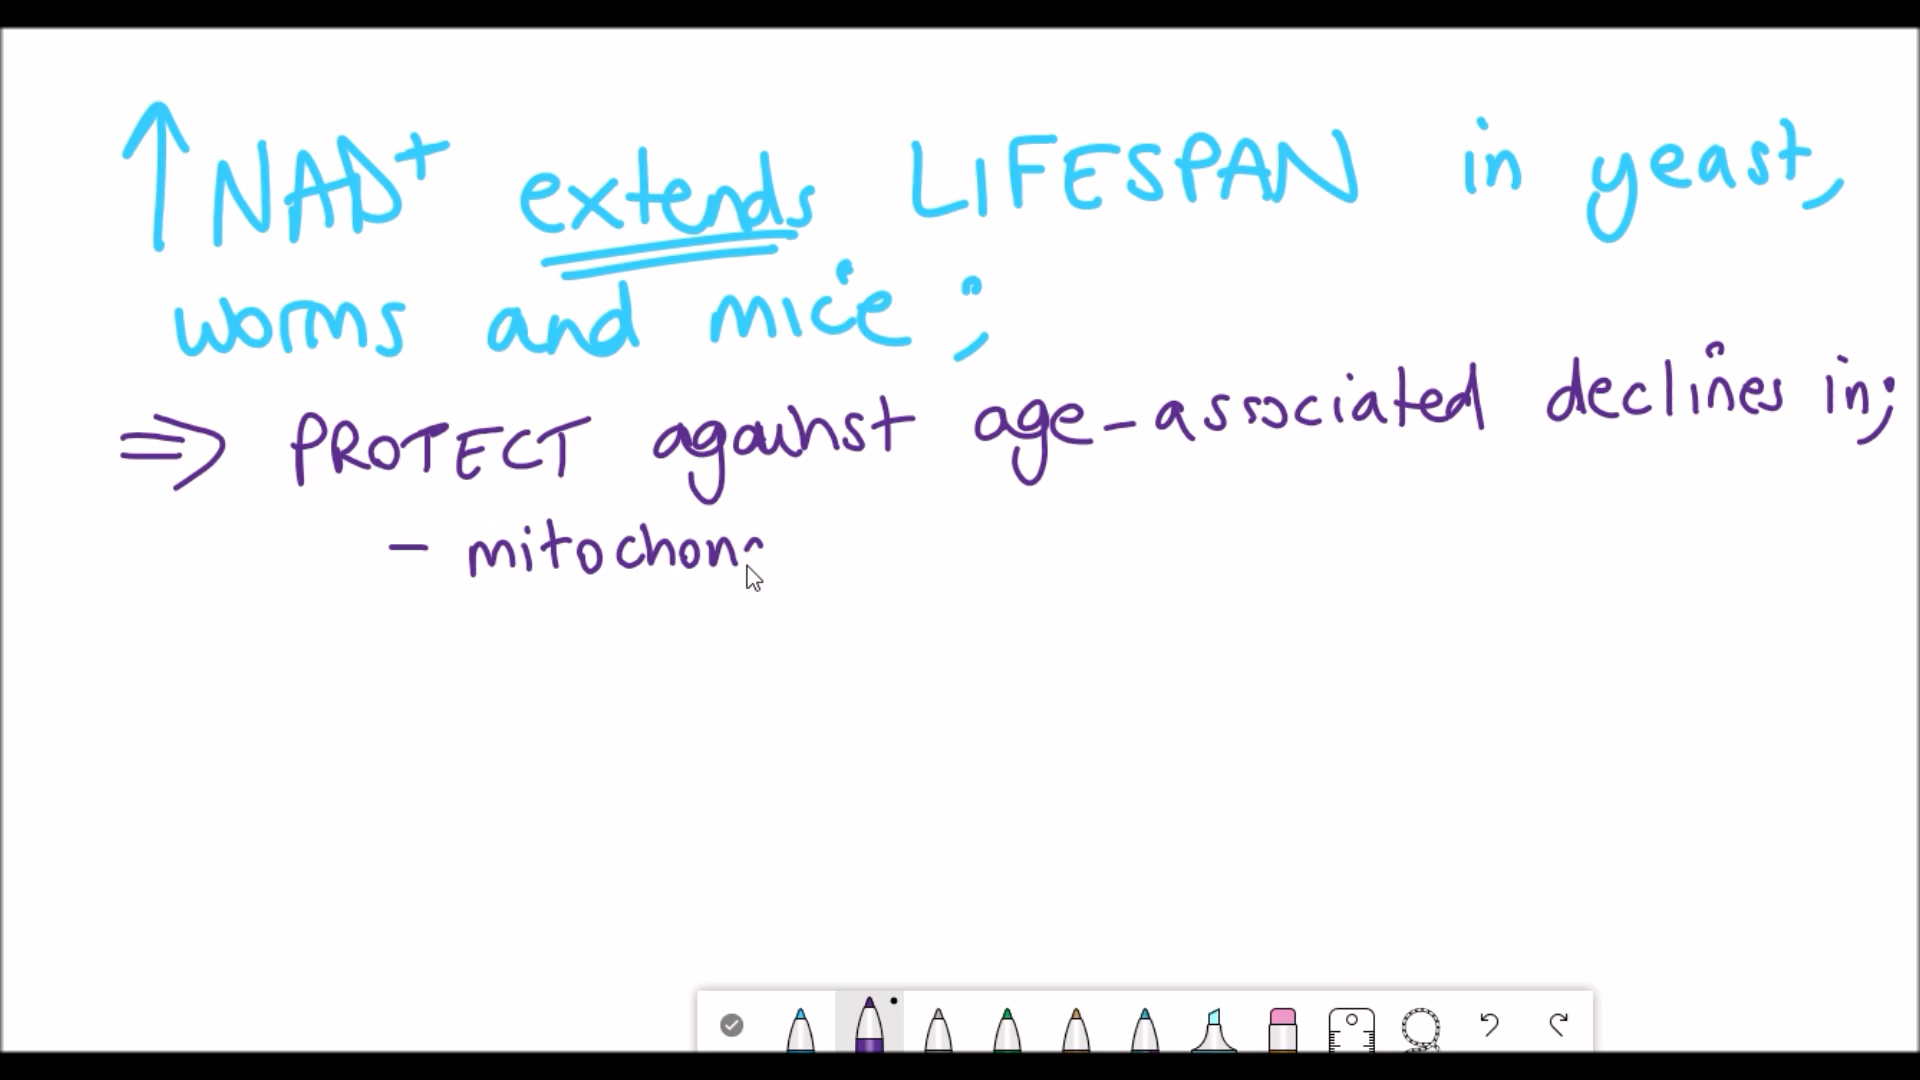 ↑ NAD+ extends LIFESPAN in yeast,
worms and mice;
⇒ PROTECT against age-associated declines in;
- mitochon